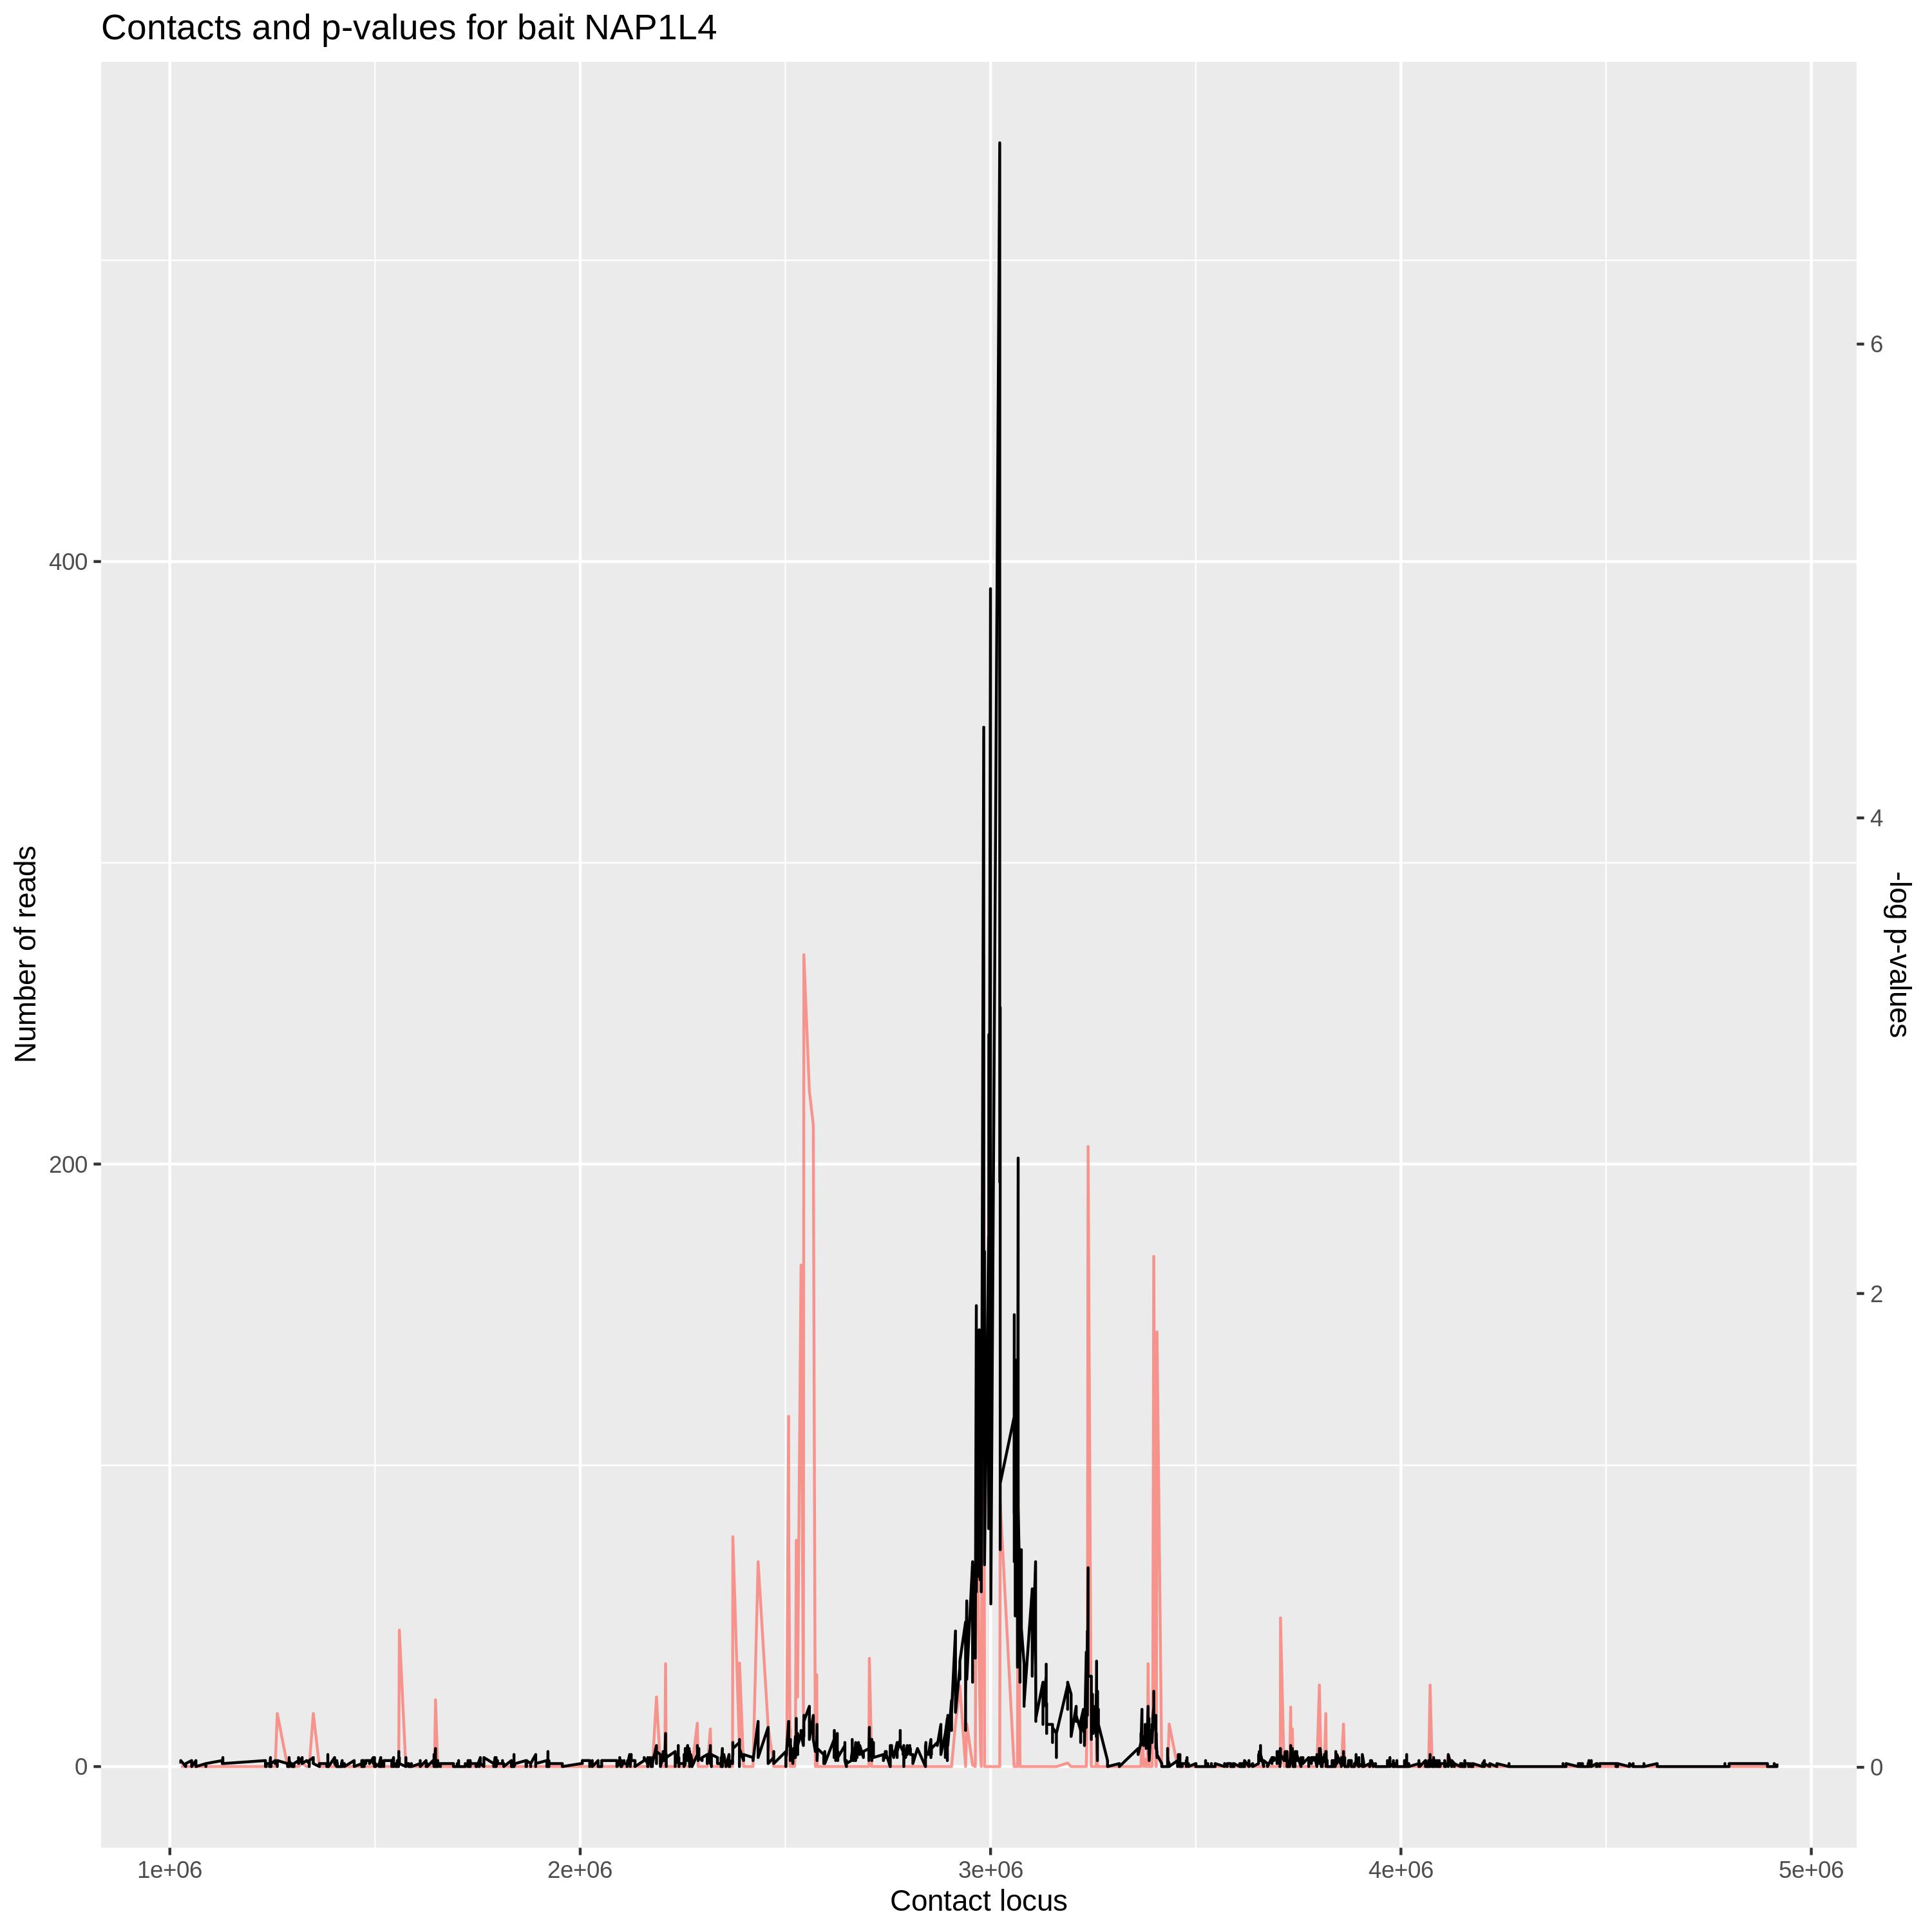 Contacts and p-values for bait NAP1L4
Number of reads
400
200
0
6
4
2
0
-log p-values
1e+06
2e+06
3e+06
4e+06
5e+06
Contact locus